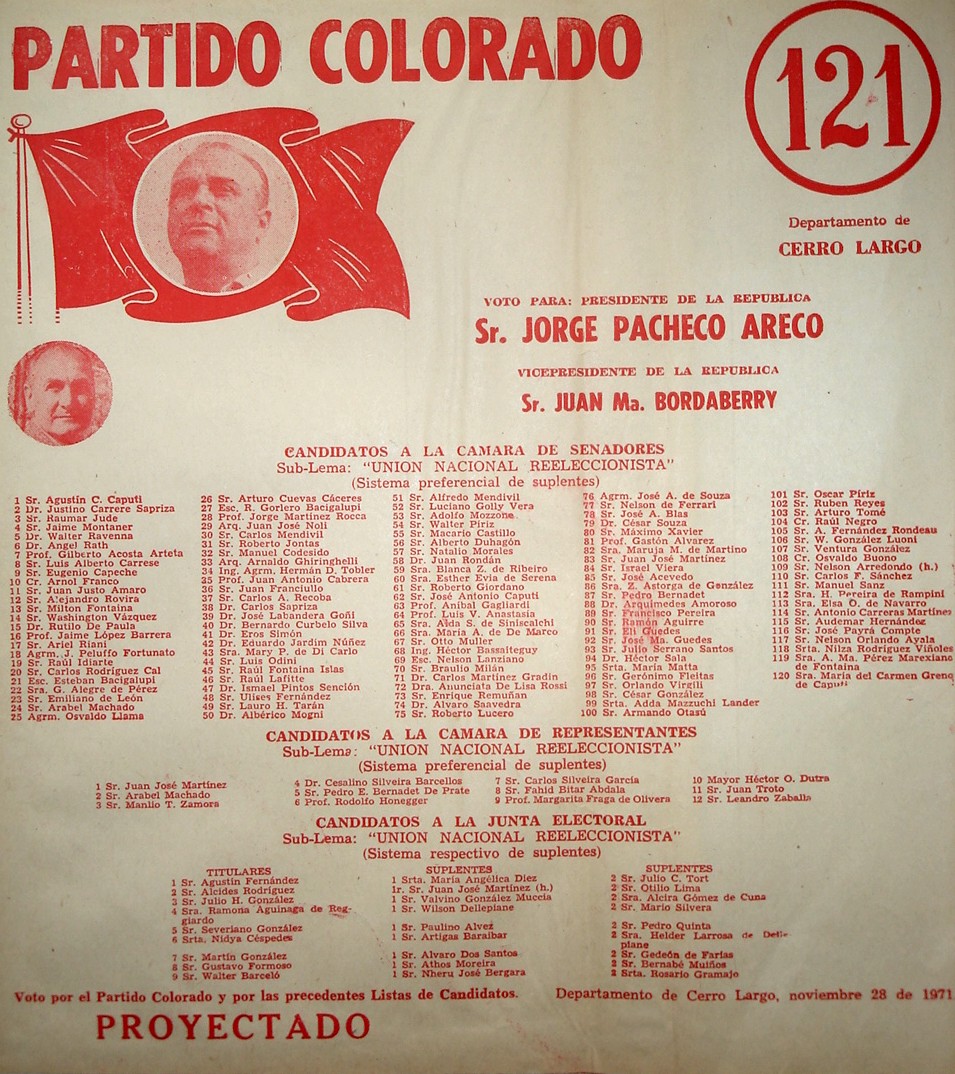 PARTIDO COLORADO
121
Departamento de
CERRO LARGO
VOTO PARA: PRESIDENTE DE LA REPUBLICA
Sr. JORGE PACHECO ARECO
VICEPRESIDENTE DE LA REPUBLICA
Sr. JUAN Ma. BORDABERRY
CANDIDATOS A LA CAMARA DE SENADORES
Sub-Lema: "UNION NACIONAL REELECCIONISTA"
(Sistema preferencial de suplentes)
1 Sr. Agustín C. Caputi
2 Dr. Justino Carrere Sapriza
3 Sr. Raumar Jude
4 Sr. Jaime Montaner
5 Dr. Walter Ravenna
6 Dr. Angel Rath
7 Prof. Gilberto Acosta Arteta
8 Sr. Luis Alberto Carrese
9 Sr. Eugenio Capeche
10 Cr. Arnol Franco
11 Sr. Juan Justo Amaro
12 Sr. Alejandro Rovira
13 Sr. Milton Fontaina
14 Sr. Washington Vázquez
15 Dr. Rutilo De Paula
16 Prof. Jaime López Barrera
17 Sr. Ariel Riani
18 Agrm. J. Peluffo Fortunato
19 Sr. Raúl Idiarte
20 Sr. Carlos Rodríguez Cal
21 Esc. Esteban Bacigalupi
22 Sra. G. Alegre de Pérez
23 Sr. Emiliano de León
24 Sr. Arabel Machado
25 Agrm. Osvaldo Llama
26 Sr. Arturo Cuevas Cáceres
27 Esc. R. Gorlero Bacigalupi
28 Prof. Jorge Martínez Rocca
29 Arq. Juan José Noli
30 Sr. Carlos Mendivil
31 Sr. Roberto Jontas
32 Sr. Manuel Codesido
33 Arq. Arnaldo Ghiringhelli
34 Ing. Agrm. Hermán D. Tobler
35 Prof. Juan Antonio Cabrera
36 Sr. Juan Franciullo
37 Sr. Carlos A. Reboba
38 Dr. Carlos Sapriza
39 Dr. José Labandera Goñi
40 Dr. Bernardo Curbelo Silva
41 Dr. Eros Simón
42 Dr. Eduardo Jardim Núñez
43 Sra. Mary P. de Di Carlo
44 Sr. Luis Odini
45 Sr. Raúl Fontaina Islas
46 Sr. Raúl Lafitte
47 Dr. Ismael Pintos Sención
48 Sr. Ulises Fernández
49 Sr. Lauro H. Tarán
50 Dr. Albérico Mogni
51 Sr. Alfredo Mendivil
52 Sr. Luciano Golly Vera
53 Sr. Adolfo Mozzone
54 Sr. Walter Píriz
55 Sr. Macario Castillo
56 Sr. Alberto Duhagón
57 Sr. Natalio Morales
58 Dr. Juan Rondán
59 Sra. Blanca Z. de Ribeiro
60 Sra. Esther Evia de Serena
61 Sr. Roberto Giordano
62 Sr. José Antonio Caputi
63 Prof. Aníbal Gagliardi
64 Prof. Luis V. Anastasía
65 Sra. Aída S. de Siniscalchi
66 Sra. María A. de De Marco
67 Sr. Otto Muller
68 Ing. Héctor Bassaiteguy
69 Esc. Nelson Lanziano
70 Sr. Braulio Milán
71 Dr. Carlos Martínez Gradin
72 Dra. Anunciata De Lisa Rossi
73 Sr. Enrique Remuñan
74 Dr. Alvaro Saavedra
75 Sr. Roberto Lucero
76 Agrm. José A. de Souza
77 Sr. Nelson de Ferrari
78 Sr. José A. Blas
79 Dr. César Souza
80 Sr. Máximo Xavier
81 Prof. Gastón Alvarez
82 Sra. Maruja M. de Martino
83 Sr. Juan José Martínez
84 Sr. Israel Viera
85 Sr. José Acevedo
86 Sra. Z. Astorga de González
87 Sr. Pedro Bernadet
88 Dr. Arquímedes Amoroso
89 Sr. Francisco Pereira
90 Sr. Ramón Aguirre
91 Sr. Elí Guedes
92 Sr. José Ma. Guedes
93 Sr. Julio Serrano Santos
94 Dr. Héctor Sala
95 Srta. María Matta
96 Sr. Gerónimo Fleitas
97 Sr. Orlando Virgili
98 Sr. César González
99 Srta. Adda Mazzuchi Lander
100 Sr. Armando Otasú
101 Sr. Oscar Píriz
102 Sr. Ruben Reyes
103 Sr. Arturo Tomé
104 Cr. Raúl Negro
105 Sr. A. Fernández Rondeau
106 Sr. W. González Luoni
107 Sr. Ventura González
108 Cr. Osvaldo Buono
109 Sr. Nelson Arredondo (h.)
110 Sr. Carlos F. Sánchez
111 Sr. Manuel Sanz
112 Sra. H. Pereira de Rampini
113 Sra. Elsa O. de Navarro
114 Sr. Antonio Carreras Martínez
115 Sr. Audemar Hernández
116 Sr. José Payrá Compte
117 Sr. Nelson Orlando Ayala
118 Srta. Nilza Rodríguez Viñoles
119 Sra. A. Ma. Pérez Marexiano
de Fontaina
120 Sra. María del Carmen Greno
de Caputi
CANDIDATOS A LA CAMARA DE REPRESENTANTES
Sub-Lema: "UNION NACIONAL REELECCIONISTA"
(Sistema preferencial de suplentes)
1 Sr. Juan José Martínez
2 Sr. Arabel Machado
3 Sr. Manlio T. Zamora
4 Dr. Cesalino Silveira Barcellos
5 Sr. Pedro E. Bernadet De Prate
6 Prof. Rodolfo Honegger
7 Sr. Carlos Silveira García
8 Sr. Fahid Bitar Abdala
9 Prof. Margarita Fraga de Olivera
10 Mayor Héctor O. Dutra
11 Sr. Juan Troto
12 Sr. Leandro Zaballa
CANDIDATOS A LA JUNTA ELECTORAL
Sub-Lema: "UNION NACIONAL REELECCIONISTA"
(Sistema respectivo de suplentes)
TITULARES
1 Sr. Agustín Fernández
2 Sr. Alcides Rodríguez
3 Sr. Julio H. González
4 Sra. Ramona Aguinaga de Reg-
giardo
5 Sr. Severiano González
6 Srta. Nidya Céspedes
7 Sr. Martín González
8 Sr. Gustavo Formoso
9 Sr. Walter Barceló
SUPLENTES
1 Srta. María Angélica Diez
1r. Sr. Juan José Martínez (h.)
1 Sr. Valvino González Muccia
1 Sr. Wilson Dellepiane
1 Sr. Paulino Alvez
1 Sr. Artigas Baraibar
1 Sr. Alvaro Dos Santos
1 Sr. Athos Moreira
1 Sr. Nheru José Bergara
SUPLENTES
2 Sr. Julio C. Tort
2 Sr. Otilio Lima
2 Sra. Alcira Gómez de Cuna
2 Sr. Mario Silvera
2 Sr. Pedro Quinta
2 Sra. Helder Larrosa de Delle
piane
2 Sr. Gedeón de Farías
2 Sr. Bernabé Muiños
2 Srta. Rosario Gramajo
Voto por el Partido Colorado y por las precedentes Listas de Candidatos.
Departamento de Cerro Largo, noviembre 28 de 1971
PROYECTADO